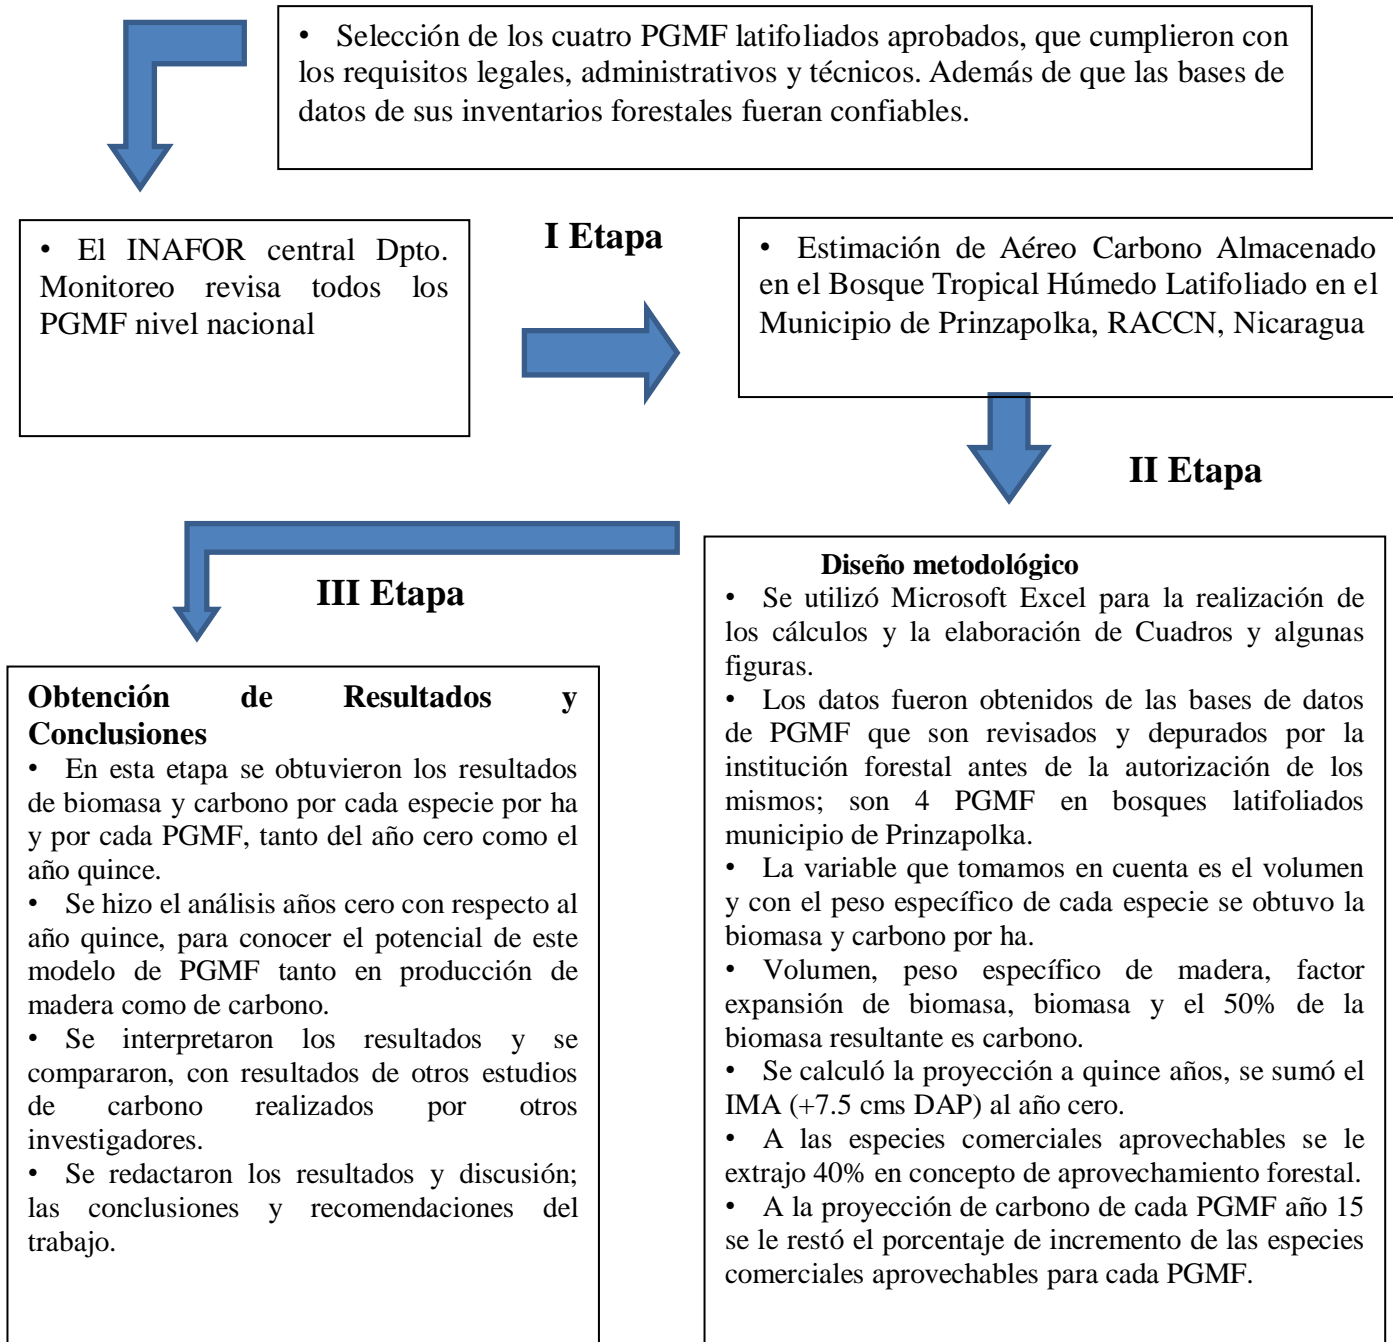 • Selección de los cuatro PGMF latifoliados aprobados, que cumplieron con
los requisitos legales, administrativos y técnicos. Además de que las bases de
datos de sus inventarios forestales fueran confiables.
• El INAFOR central Dpto.
Monitoreo revisa todos los
PGMF nivel nacional
I Etapa
• Estimación de Aéreo Carbono Almacenado
en el Bosque Tropical Húmedo Latifoliado en el
Municipio de Prinzapolka, RACCN, Nicaragua
II Etapa
Diseño metodológico
• Se utilizó Microsoft Excel para la realización de
los cálculos y la elaboración de Cuadros y algunas
figuras.
• Los datos fueron obtenidos de las bases de datos
de PGMF que son revisados y depurados por la
institución forestal antes de la autorización de los
mismos; son 4 PGMF en bosques latifoliados
municipio de Prinzapolka.
• La variable que tomamos en cuenta es el volumen
y con el peso específico de cada especie se obtuvo la
biomasa y carbono por ha.
• Volumen, peso específico de madera, factor
expansión de biomasa, biomasa y el 50% de la
biomasa resultante es carbono.
• Se calculó la proyección a quince años, se sumó el
IMA (+7.5 cms DAP) al año cero.
• A las especies comerciales aprovechables se le
extrajo 40% en concepto de aprovechamiento forestal.
• A la proyección de carbono de cada PGMF año 15
se le restó el porcentaje de incremento de las especies
comerciales aprovechables para cada PGMF.
III Etapa
Obtención de Resultados y
Conclusiones
• En esta etapa se obtuvieron los resultados
de biomasa y carbono por cada especie por ha
y por cada PGMF, tanto del año cero como el
año quince.
• Se hizo el análisis años cero con respecto al
año quince, para conocer el potencial de este
modelo de PGMF tanto en producción de
madera como de carbono.
• Se interpretaron los resultados y se
compararon, con resultados de otros estudios
de carbono realizados por otros
investigadores.
• Se redactaron los resultados y discusión;
las conclusiones y recomendaciones del
trabajo.